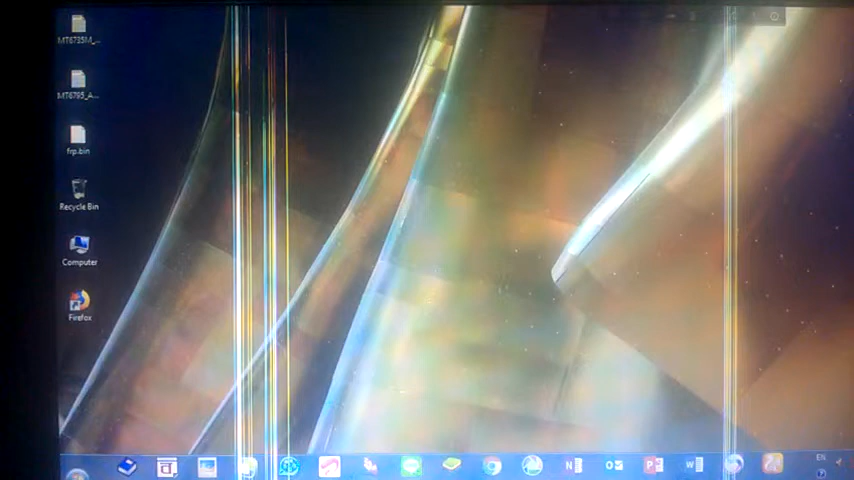 MT6735M_...
MT6795_A...
frp.bin
Recycle Bin
Computer
Firefox
EN